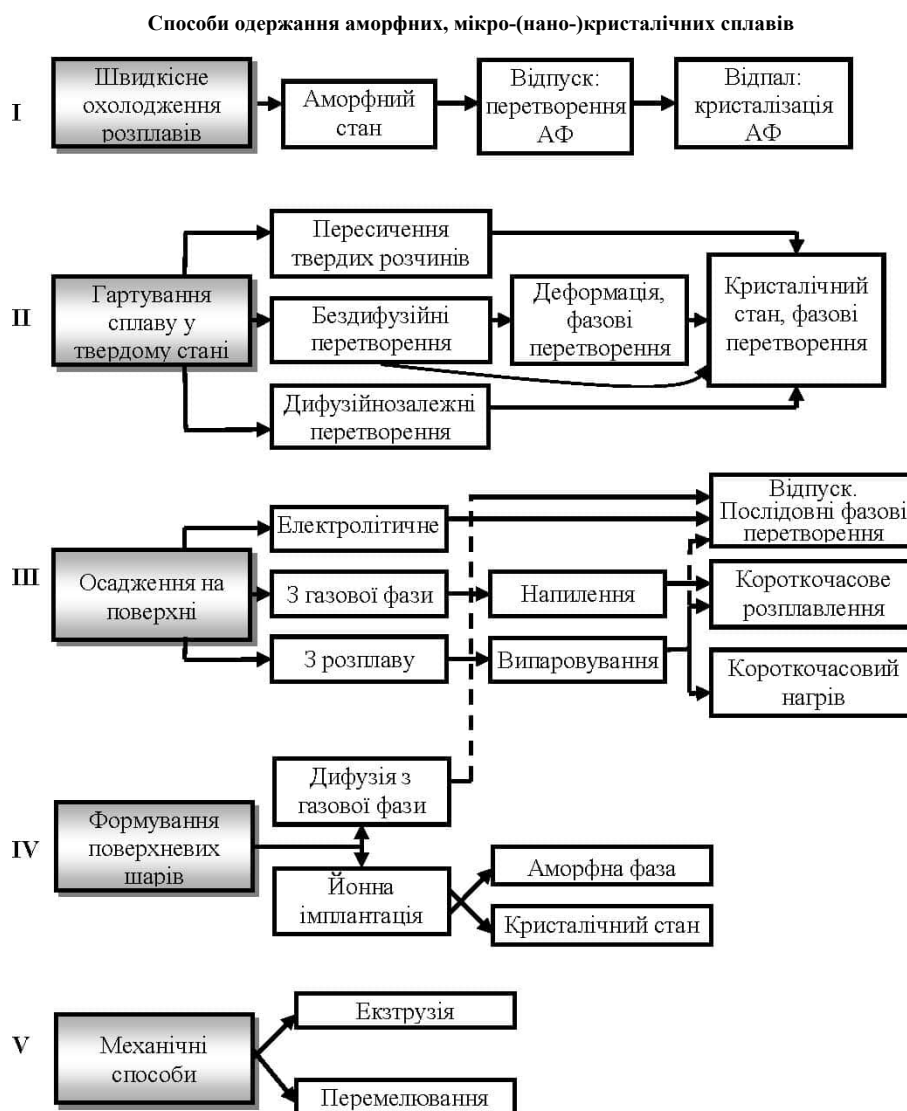 Способи одержання аморфних, мікро-(нано-)кристалічних сплавів
I
Швидкісне
охолодження
розплавів
Аморфний
стан
Відпуск:
перетворення
АФ
Відпал:
кристалізація
АФ
II
Гартування
сплаву у
твердому стані
Пересичення
твердих розчинів
Бездифузійні
перетворення
Дифузійнозалежні
перетворення
Деформація,
фазові
перетворення
Кристалічний
стан, фазові
перетворення
III
Осадження на
поверхні
Електролітичне
З газової фази
З розплаву
Напилення
Випаровування
Відпуск.
Послідовні фазові
перетворення
Короткочасове
розплавлення
Короткочасовий
нагрів
IV
Формування
поверхневих
шарів
Дифузія з
газової фази
Йонна
імплантація
Аморфна фаза
Кристалічний стан
V
Механічні
способи
Екзтрузія
Перемелювання